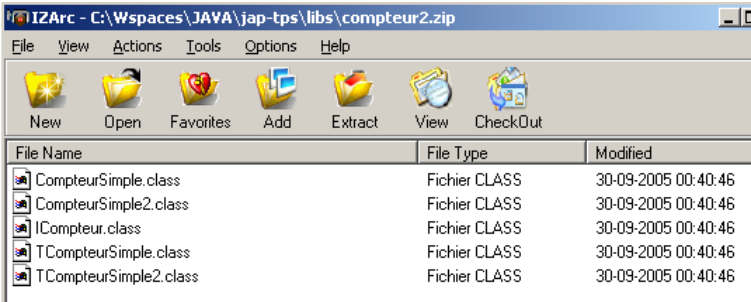 IZArc - C:\Wspaces\JAVA\jap-tps\libs\compteur2.zip
File View Actions Tools Options Help
New Open Favorites Add Extract View CheckOut
File Name File Type Modified
CompteurSimple.class Fichier CLASS 30-09-2005 00:40:46
CompteurSimple2.class Fichier CLASS 30-09-2005 00:40:46
ICompteur.class Fichier CLASS 30-09-2005 00:40:46
TCompteurSimple.class Fichier CLASS 30-09-2005 00:40:46
TCompteurSimple2.class Fichier CLASS 30-09-2005 00:40:46